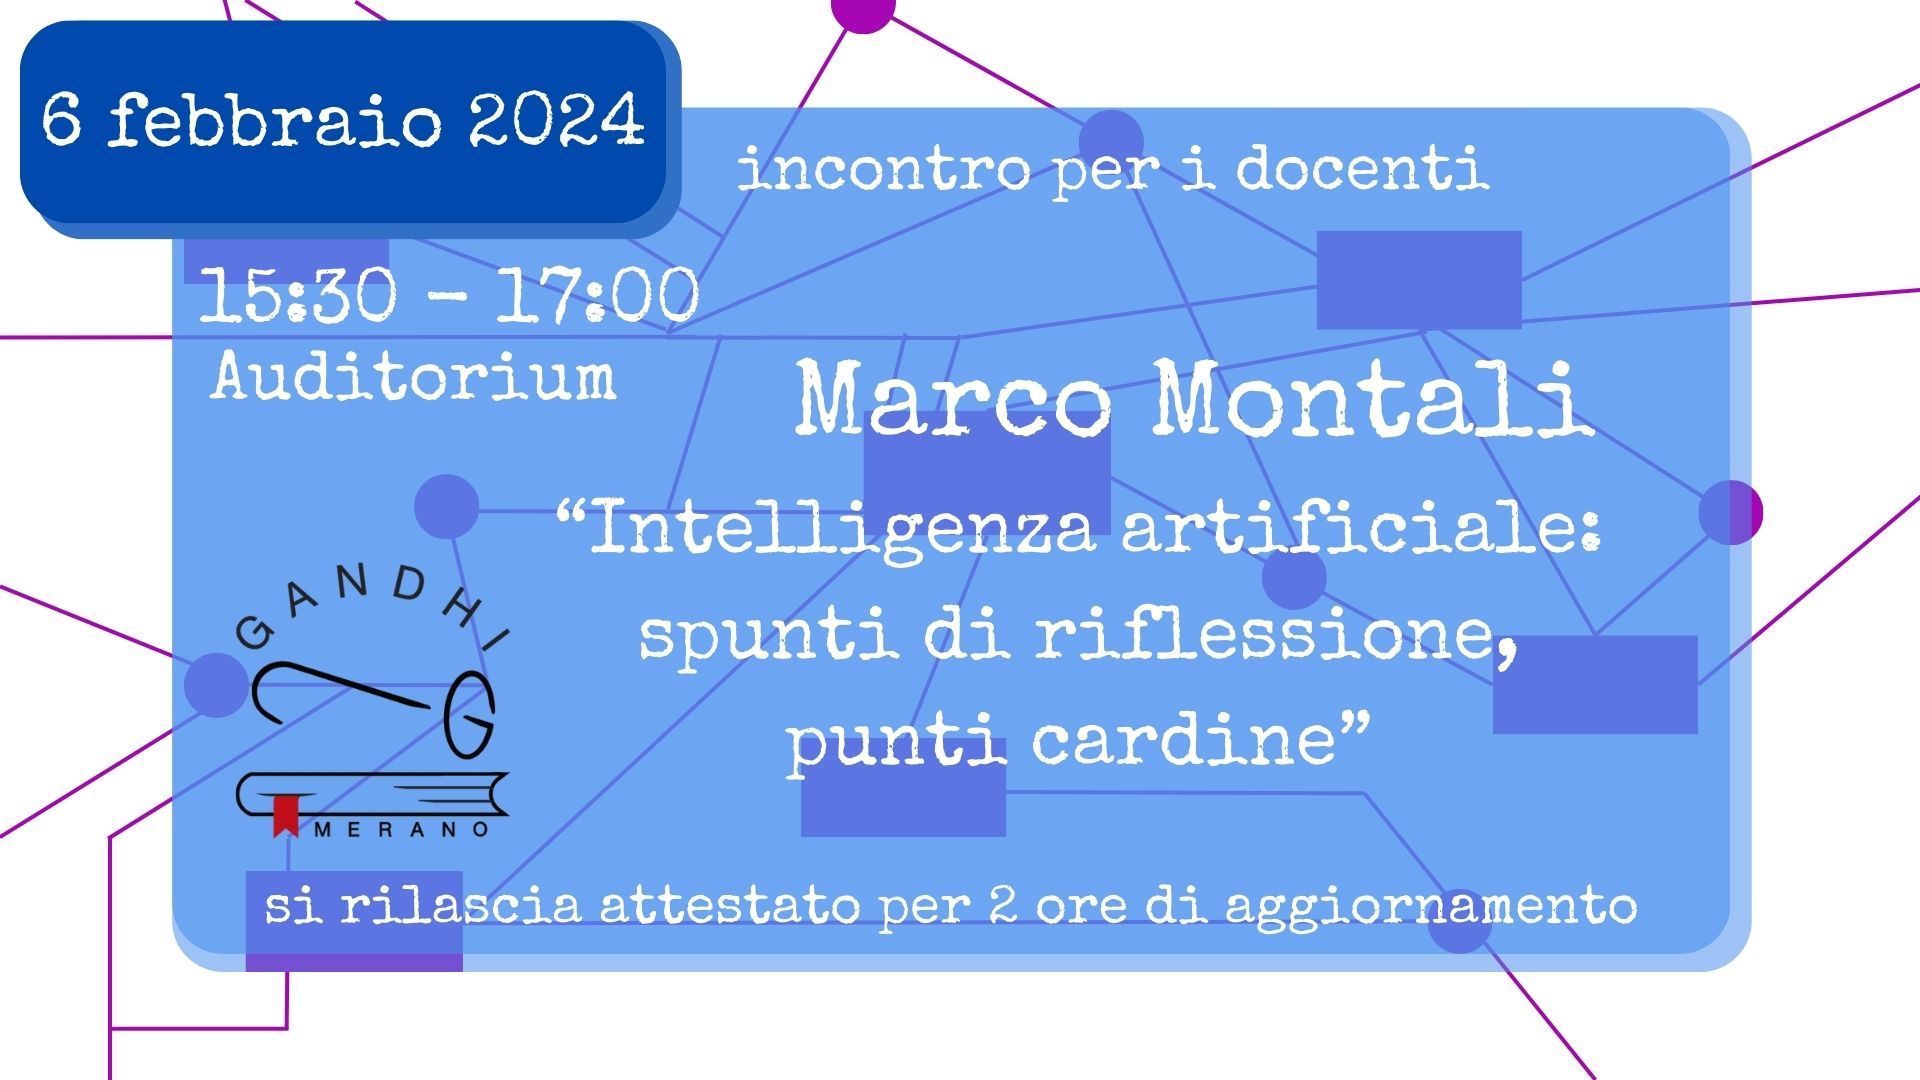 6 febbraio 2024
incontro per i docenti
15:30 - 17:00
Auditorium
Marco Montali
“Intelligenza artificiale:
spunti di riflessione,
punti cardine”
GANDHI
G
MERANO
si rilascia attestato per 2 ore di aggiornamento